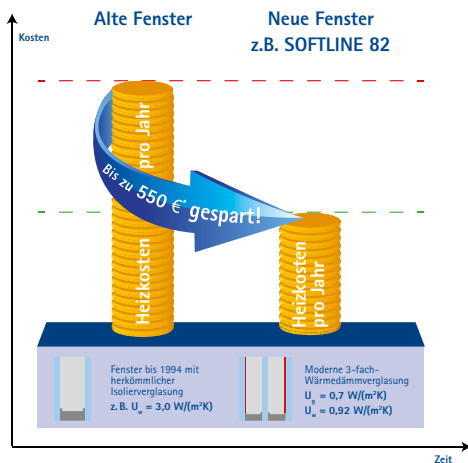 Alte Fenster
Neue Fenster
z.B. SOFTLINE 82
Kosten
Heizkosten pro Jahr
Bis zu 550 €* gespart!
Heizkosten
pro Jahr
Fenster bis 1994 mit
herkömmlicher
Isolierverglasung
z.B. Uw = 3,0 W/(m²K)
Moderne 3-fach-
Wärmedämmverglasung
Ug = 0,7 W/(m²K)
Uw = 0,92 W/(m²K)
Zeit